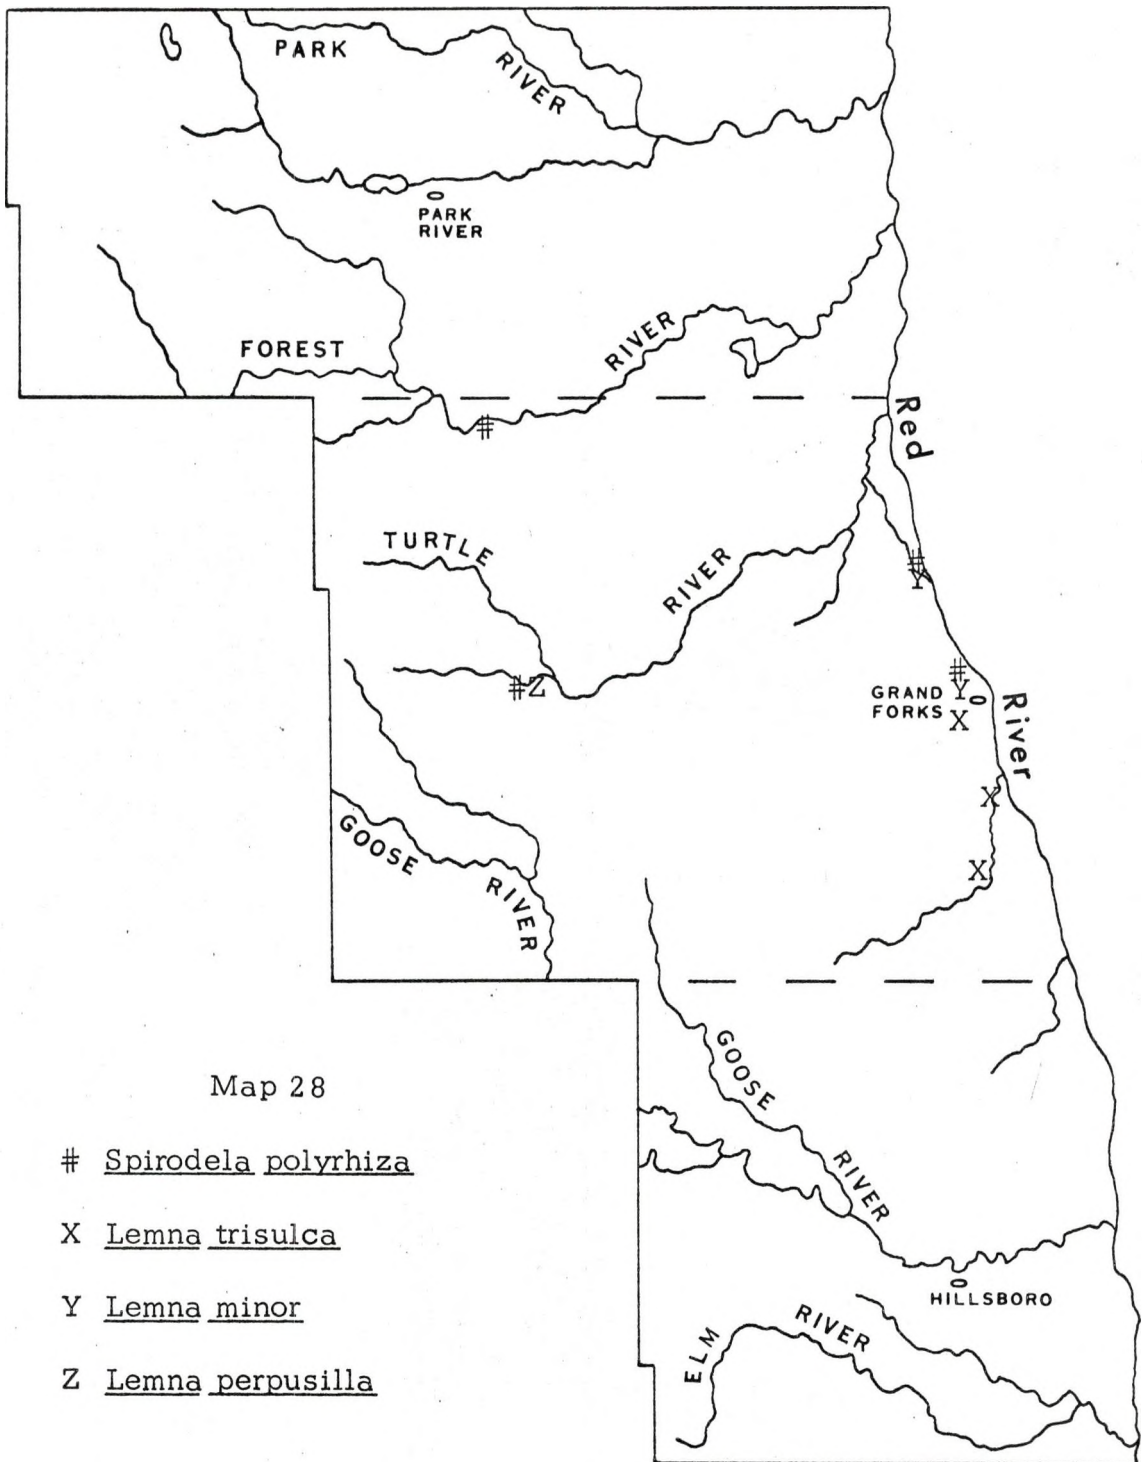 PARK
RIVER
PARK
RIVER
FOREST
RIVER
#
Red
TURTLE
RIVER
#
Y
#Z
#
GRAND
FORKS
Y
X
River
X
GOOSE
RIVER
X
GOOSE
RIVER
HILLSBORO
ELM
RIVER
Map 28
# Spirodela polyrhiza
X Lemna trisulca
Y Lemna minor
Z Lemna perpusilla